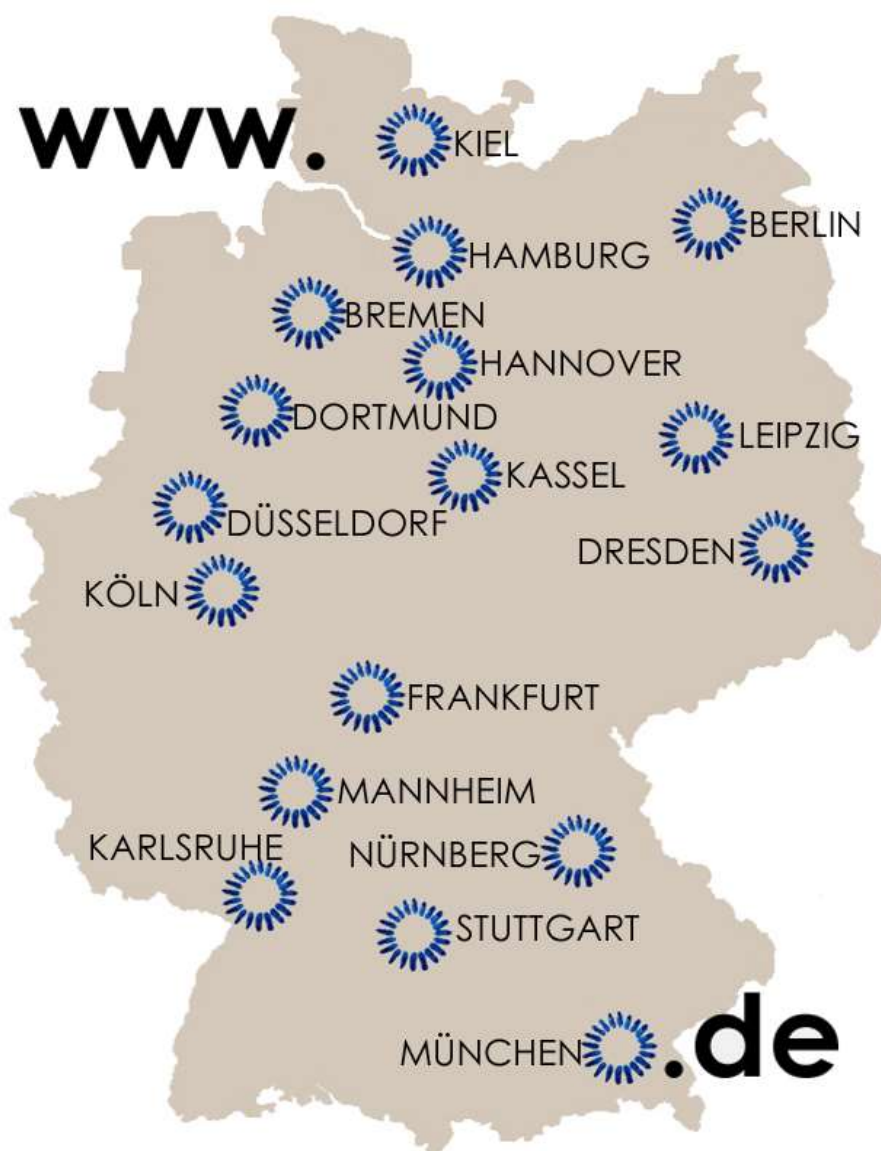 www.
KIEL
BERLIN
HAMBURG
BREMEN
HANNOVER
DORTMUND
LEIPZIG
KASSEL
DÜSSELDORF
DRESDEN
KÖLN
FRANKFURT
MANNHEIM
KARLSRUHE
NÜRNBERG
STUTTGART
MÜNCHEN
.de